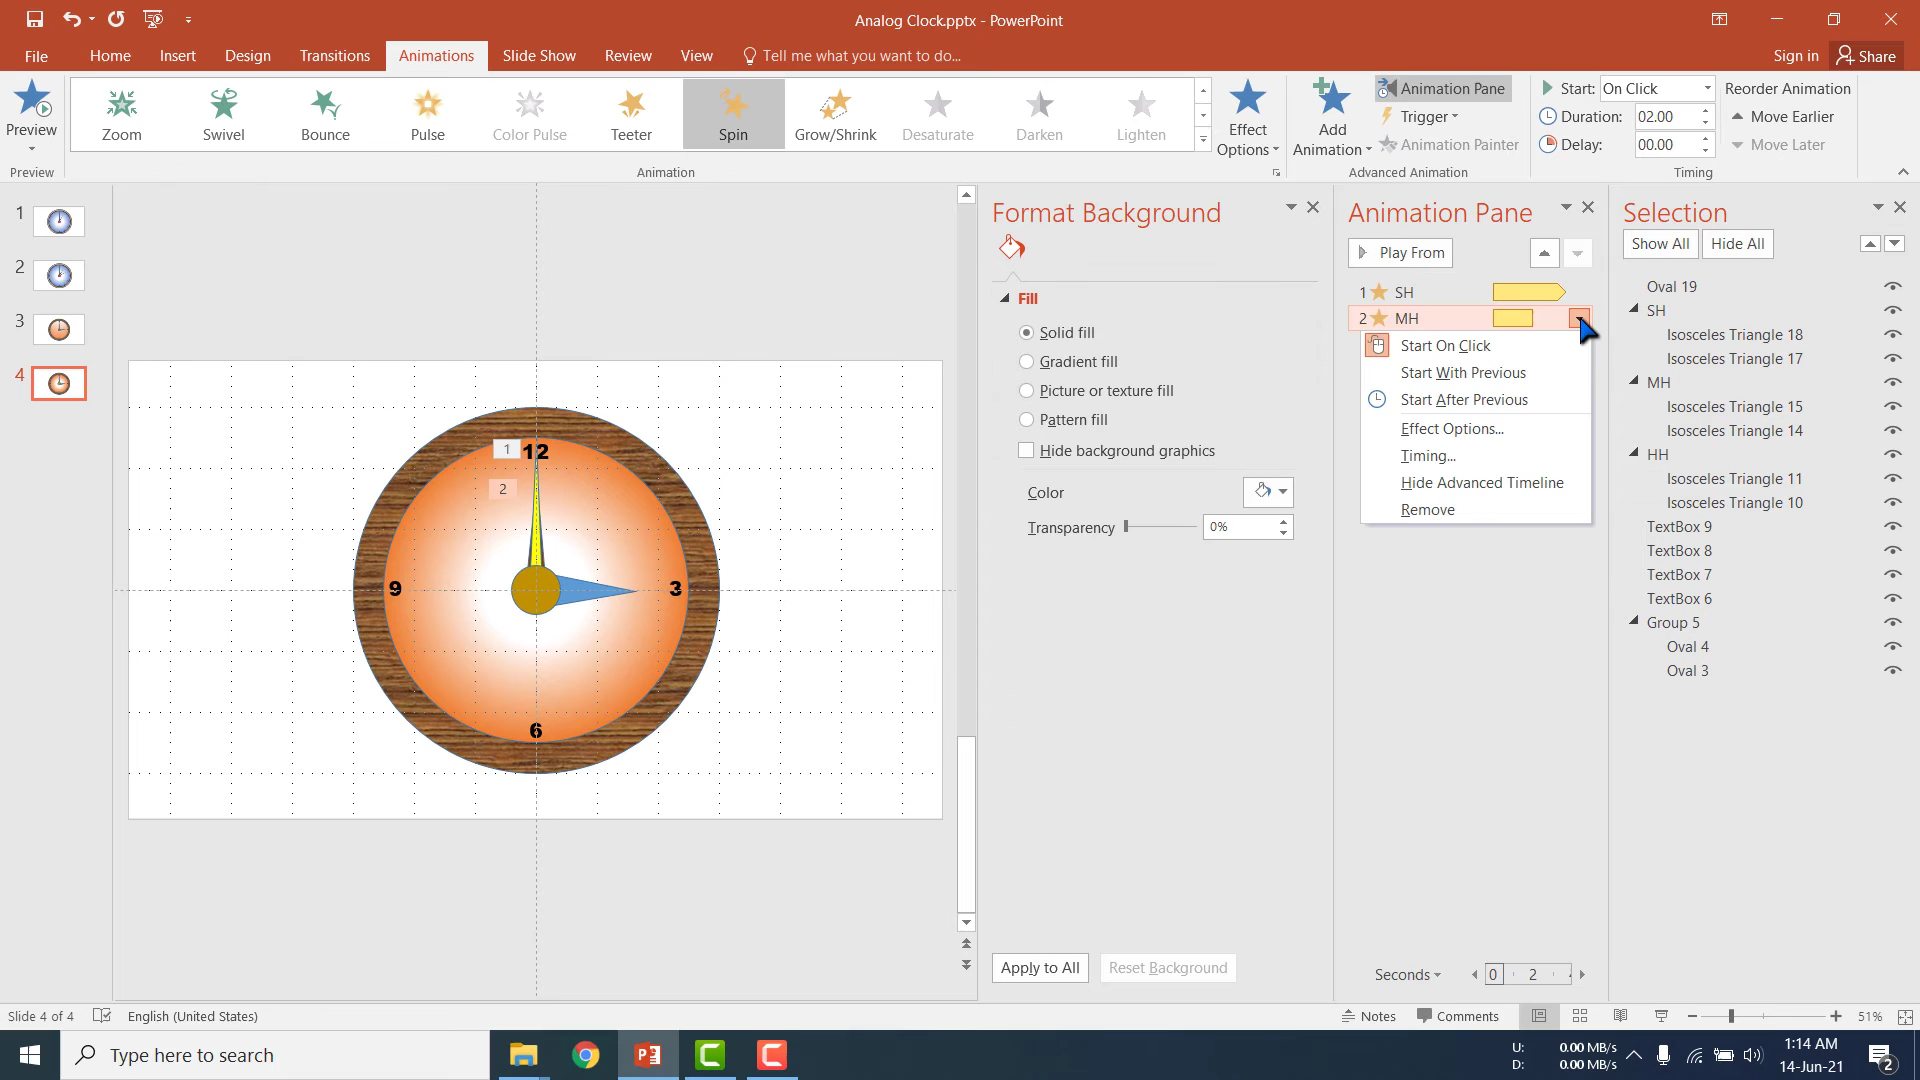 Analog Clock.pptx - PowerPoint
File Home Insert Design Transitions Animations Slide Show Review View Tell me what you want to do... Sign in Share
Preview
Preview
Zoom Swivel Bounce Pulse Color Pulse Teeter Spin Grow/Shrink Desaturate Darken Lighten
Animation
Effect Options
Add Animation
Animation Pane
Trigger
Animation Painter
Advanced Animation
Start: On Click
Duration: 02.00
Delay: 00.00
Reorder Animation
Move Earlier
Move Later
Timing
1
2
3
4
1
12
2
9
3
6
Format Background
Fill
Solid fill
Gradient fill
Picture or texture fill
Pattern fill
Hide background graphics
Color
Transparency 0%
Apply to All Reset Background
Animation Pane
Play From
1 SH
2 MH
Start On Click
Start With Previous
Start After Previous
Effect Options...
Timing...
Hide Advanced Timeline
Remove
Seconds 0 2
Selection
Show All Hide All
Oval 19
SH
Isosceles Triangle 18
Isosceles Triangle 17
MH
Isosceles Triangle 15
Isosceles Triangle 14
HH
Isosceles Triangle 11
Isosceles Triangle 10
TextBox 9
TextBox 8
TextBox 7
TextBox 6
Group 5
Oval 4
Oval 3
Slide 4 of 4 English (United States) Notes Comments 51%
Type here to search
U: 0.00 MB/s
D: 0.00 MB/s
1:14 AM
14-Jun-21
2